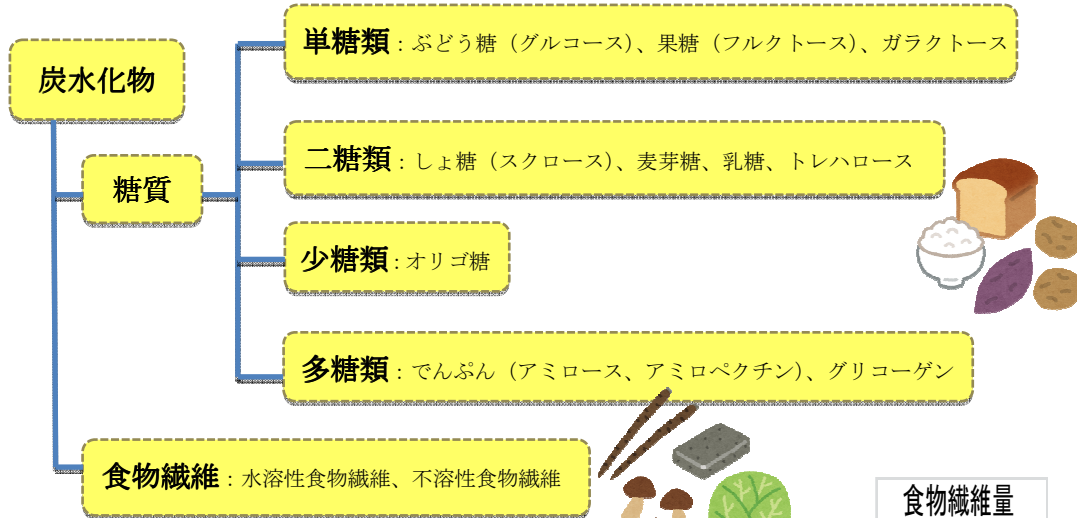 炭水化物
糖質
単糖類：ぶどう糖（グルコース）、果糖（フルクトース）、ガラクトース
二糖類：しょ糖（スクロース）、麦芽糖、乳糖、トレハロース
少糖類：オリゴ糖
多糖類：でんぷん（アミロース、アミロペクチン）、グリコーゲン
食物繊維：水溶性食物繊維、不溶性食物繊維
食物繊維量